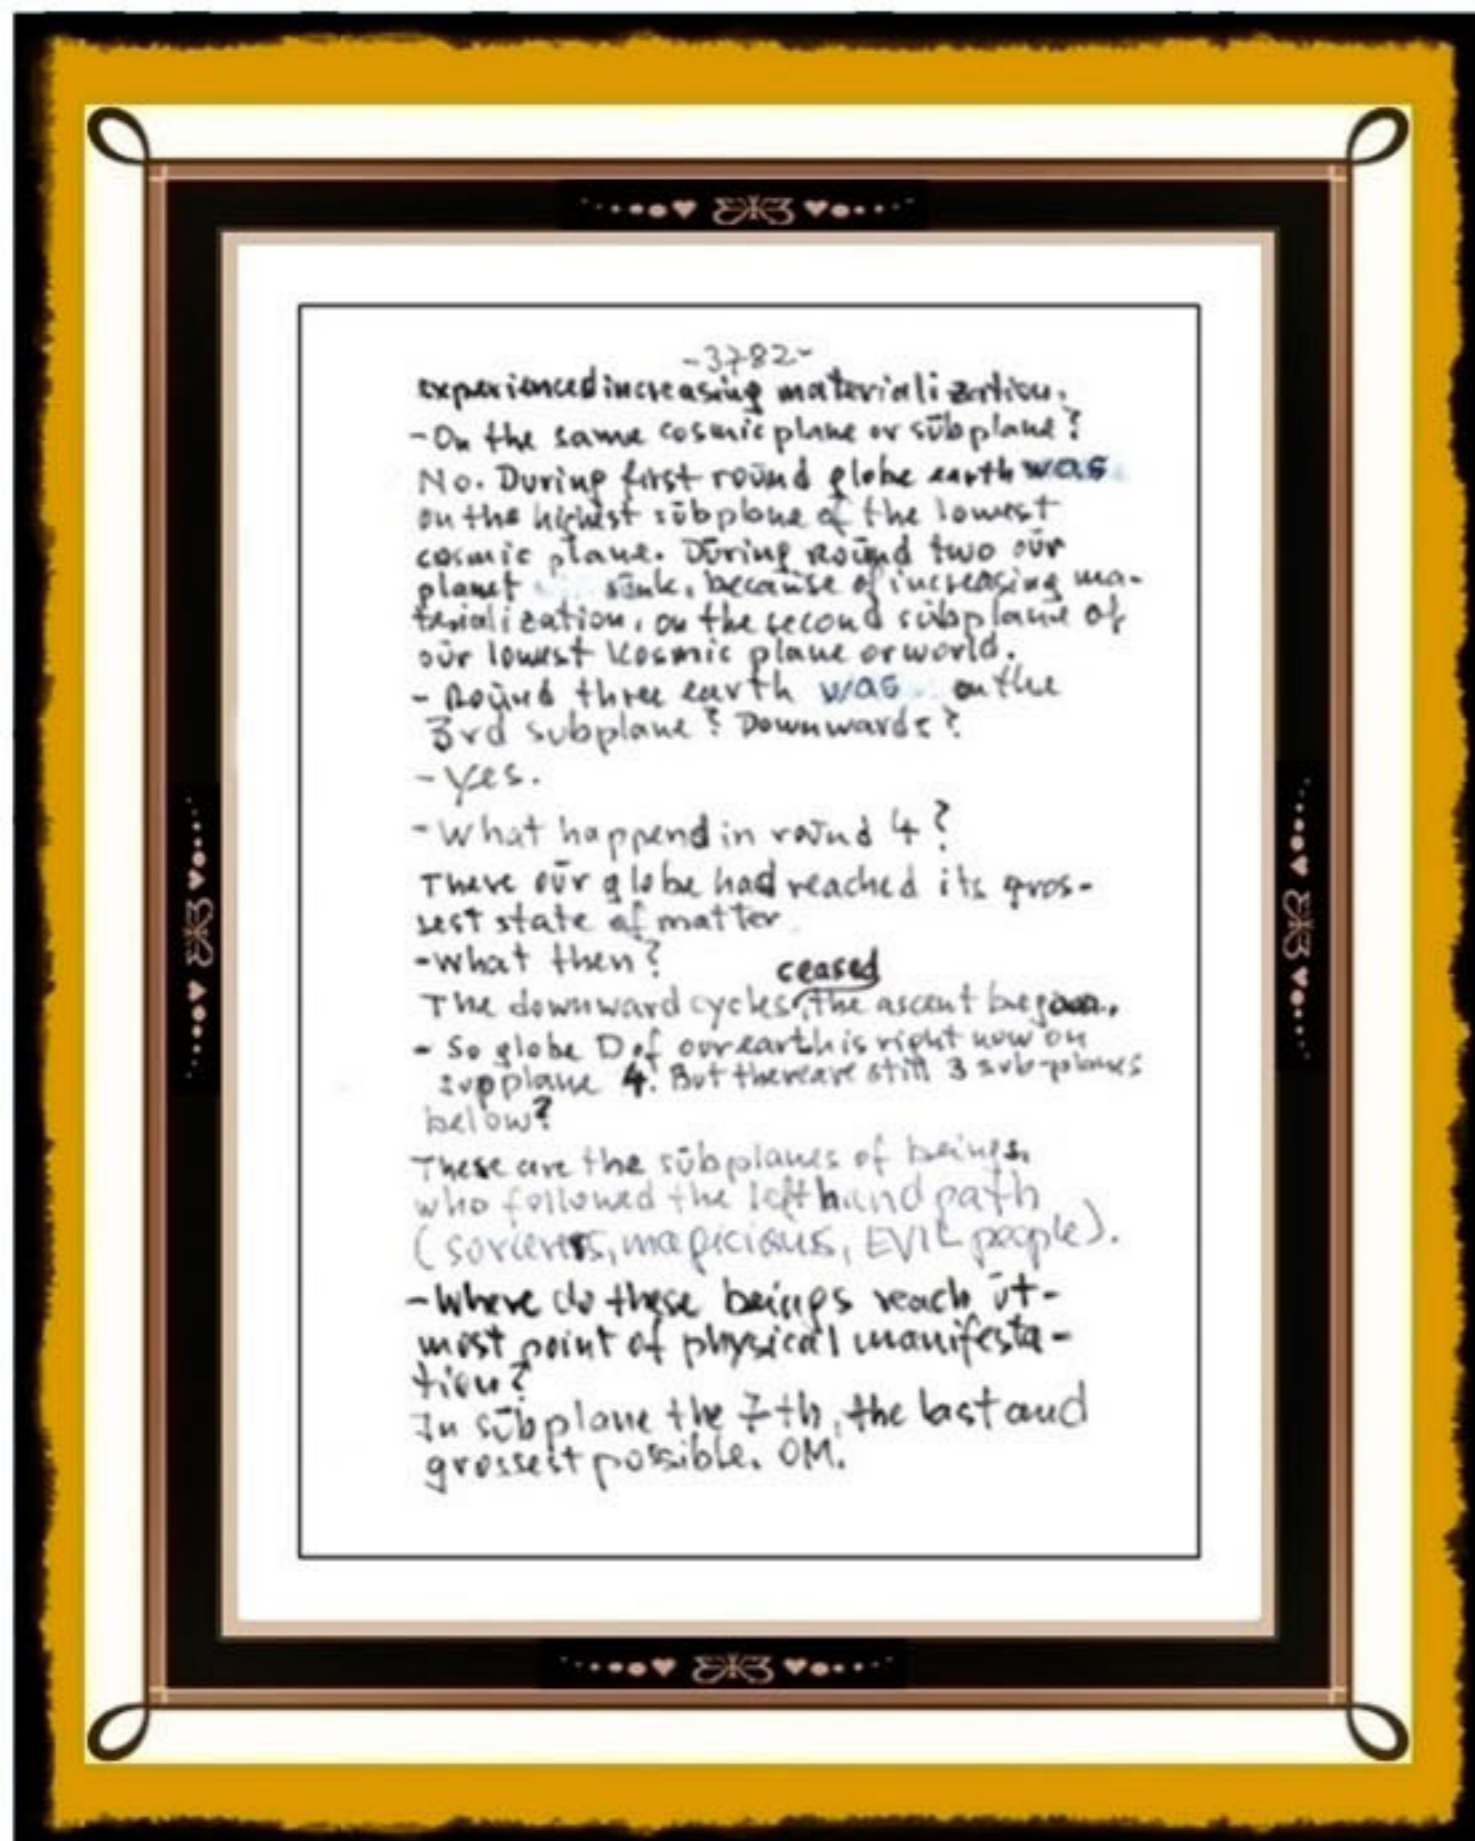 -3782-
experienced increasing materialization.
- On the same cosmic plane or sūbplane?
No. During first roūnd globe earth was
on the highest sūbplane of the lowest
cosmic plane. Dūring Roūnd two oūr
planet sūnk, becaūse of increasing ma-
terialization, on the second sūbplane of
oūr lowest Kosmic plane or world.
- Roūnd three earth was on the
3rd subplane? Downwards?
- Yes.
- What happend in roūnd 4?
There oūr globe had reached its gros-
sest state of matter
- What then?
ceased
The downward cycles, the ascent began.
- So globe D of our earth is right now on
supplane 4. But there are still 3 sub-planes
below?
These are the sūbplanes of beings,
who followed the left hand path
(sorcerers, magicians, EVIL people).
- Where do these beings reach ūt-
most point of physical manifesta-
tion?
In sūbplane the 7-th, the last and
grossest possible. OM.